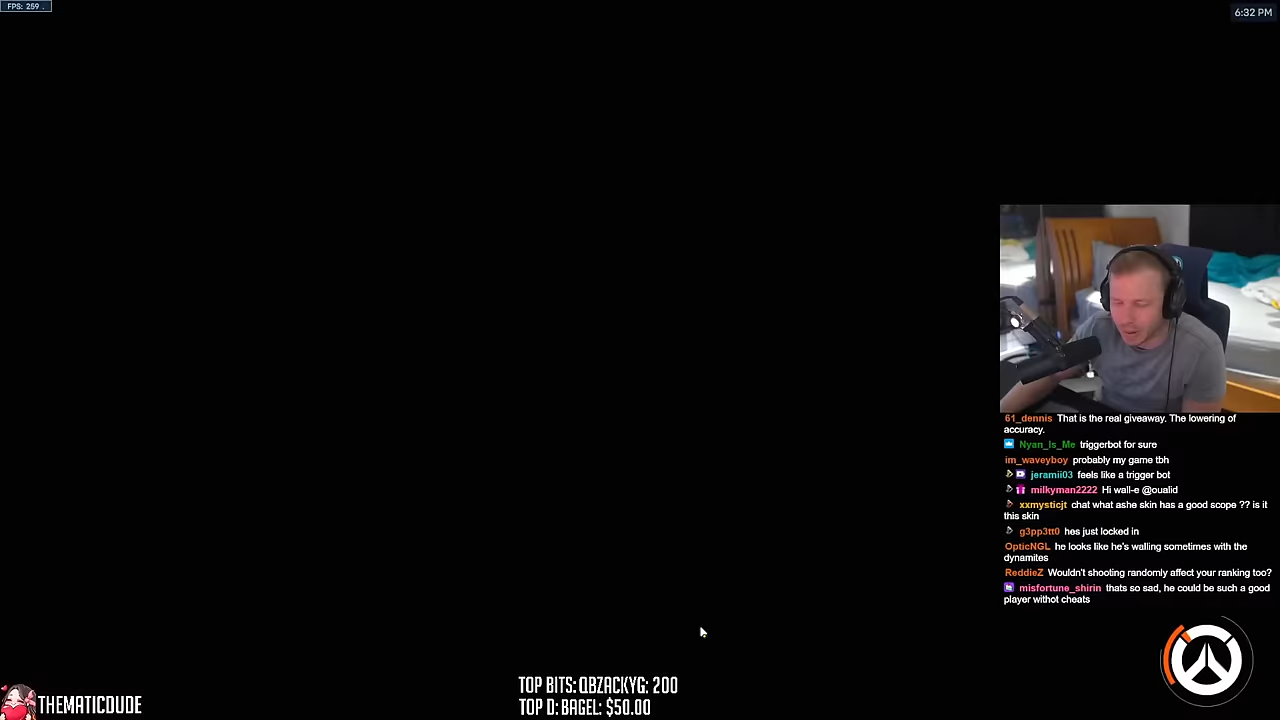 FPS: 259 .
6:32 PM
61_dennis That is the real giveaway. The lowering of
accuracy.
Nyan_Is_Me triggerbot for sure
im_waveyboy probably my game tbh
jeramii03 feels like a trigger bot
milkyman2222 Hi wall-e @oualid
xxmysticjt chat what ashe skin has a good scope ?? is it
this skin
g3pp3tt0 hes just locked in
OpticNGL he looks like he's walling sometimes with the
dynamites
ReddieZ Wouldn't shooting randomly affect your ranking too?
misfortune_shirin thats so sad, he could be such a good
player withot cheats
TOP BITS: QBZACKYG: 200
TOP D: BAGEL: $50.00
THEMATICDUDE